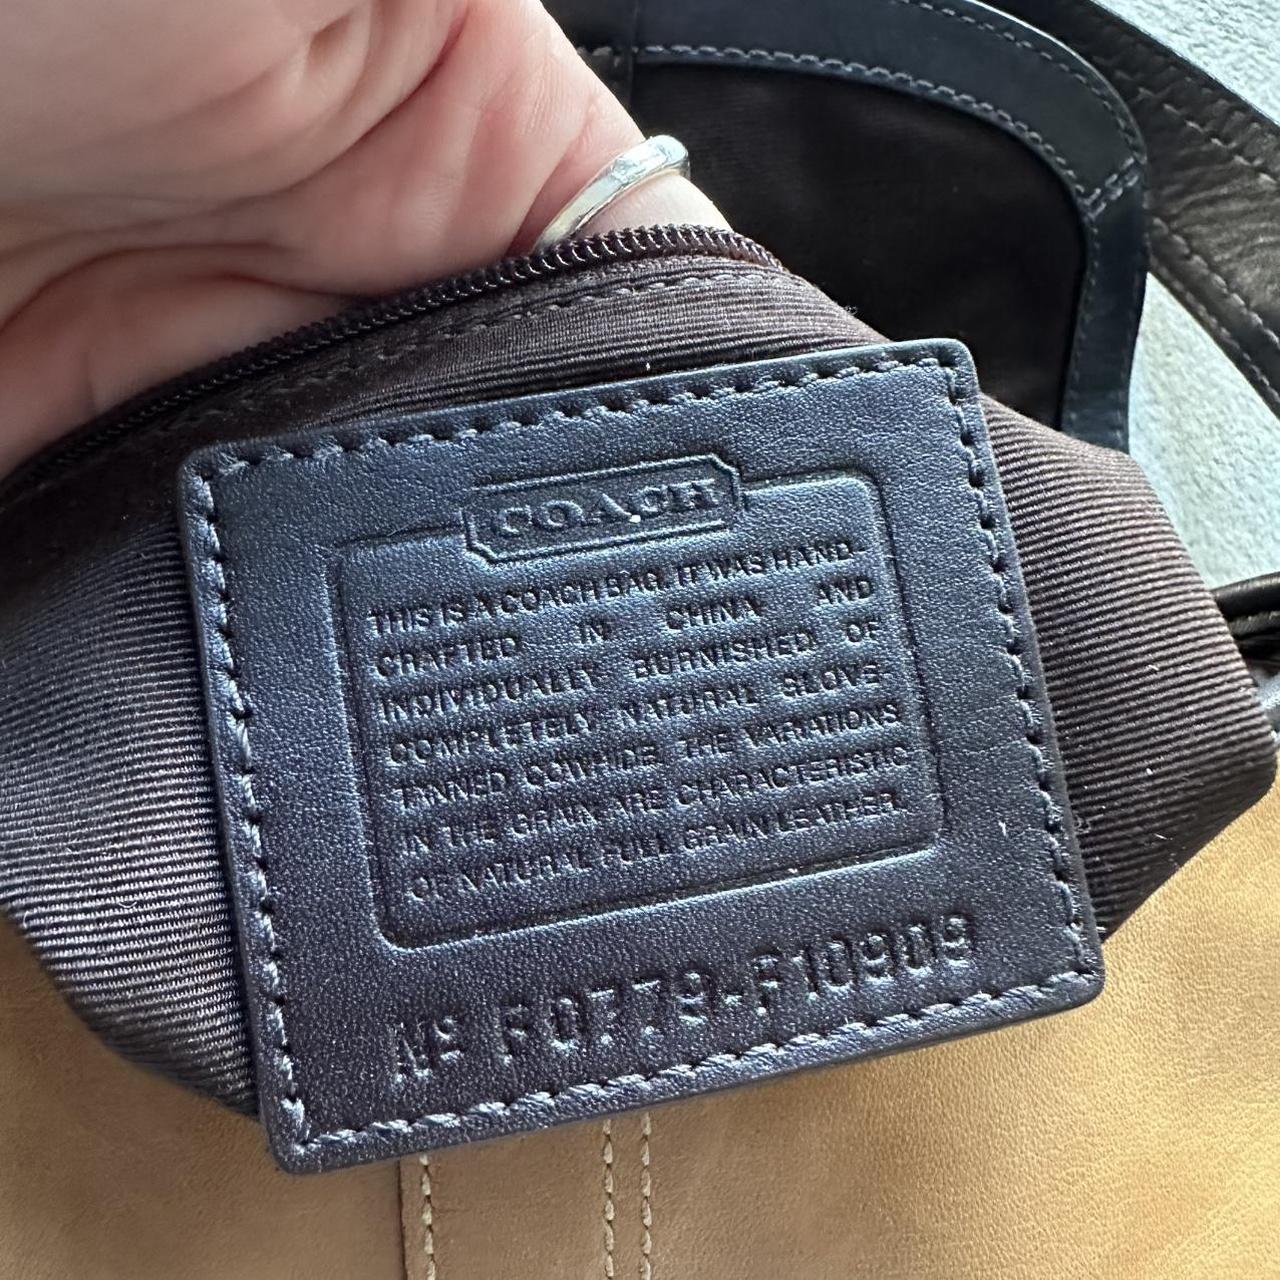 COACH
THIS IS A COACH BAG. IT WAS HAND-
CRAFTED IN CHINA AND
INDIVIDUALLY BURNISHED OF
COMPLETELY NATURAL GLOVE-
TANNED COWHIDE. THE VARIATIONS
IN THE GRAIN ARE CHARACTERISTIC
OF NATURAL FULL GRAIN LEATHER.
Nº F0779-F10909